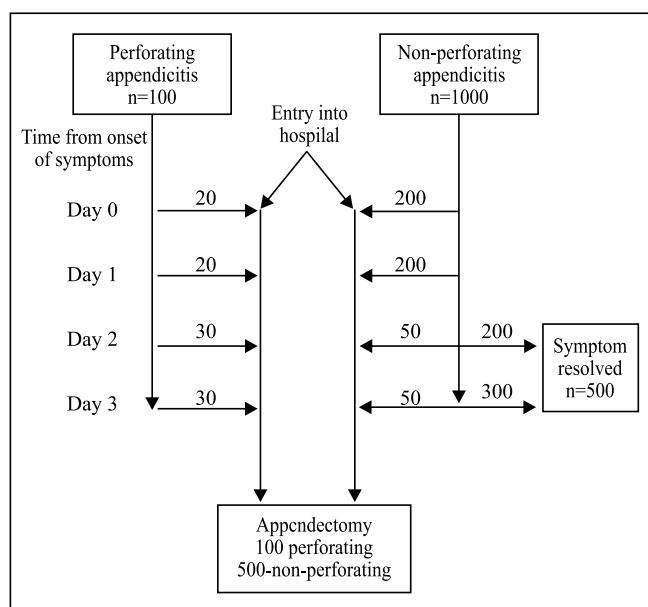 Perforating
appendicitis
n=100
Non-perforating
appendicitis
n=1000
Entry into
hospilal
Time from onset
of symptoms
Day 0 20 200
Day 1 20 200
Day 2 30 50 200
Day 3 30 50 300
Symptom
resolved
n=500
Appcndectomy
100 perforating
500-non-perforating